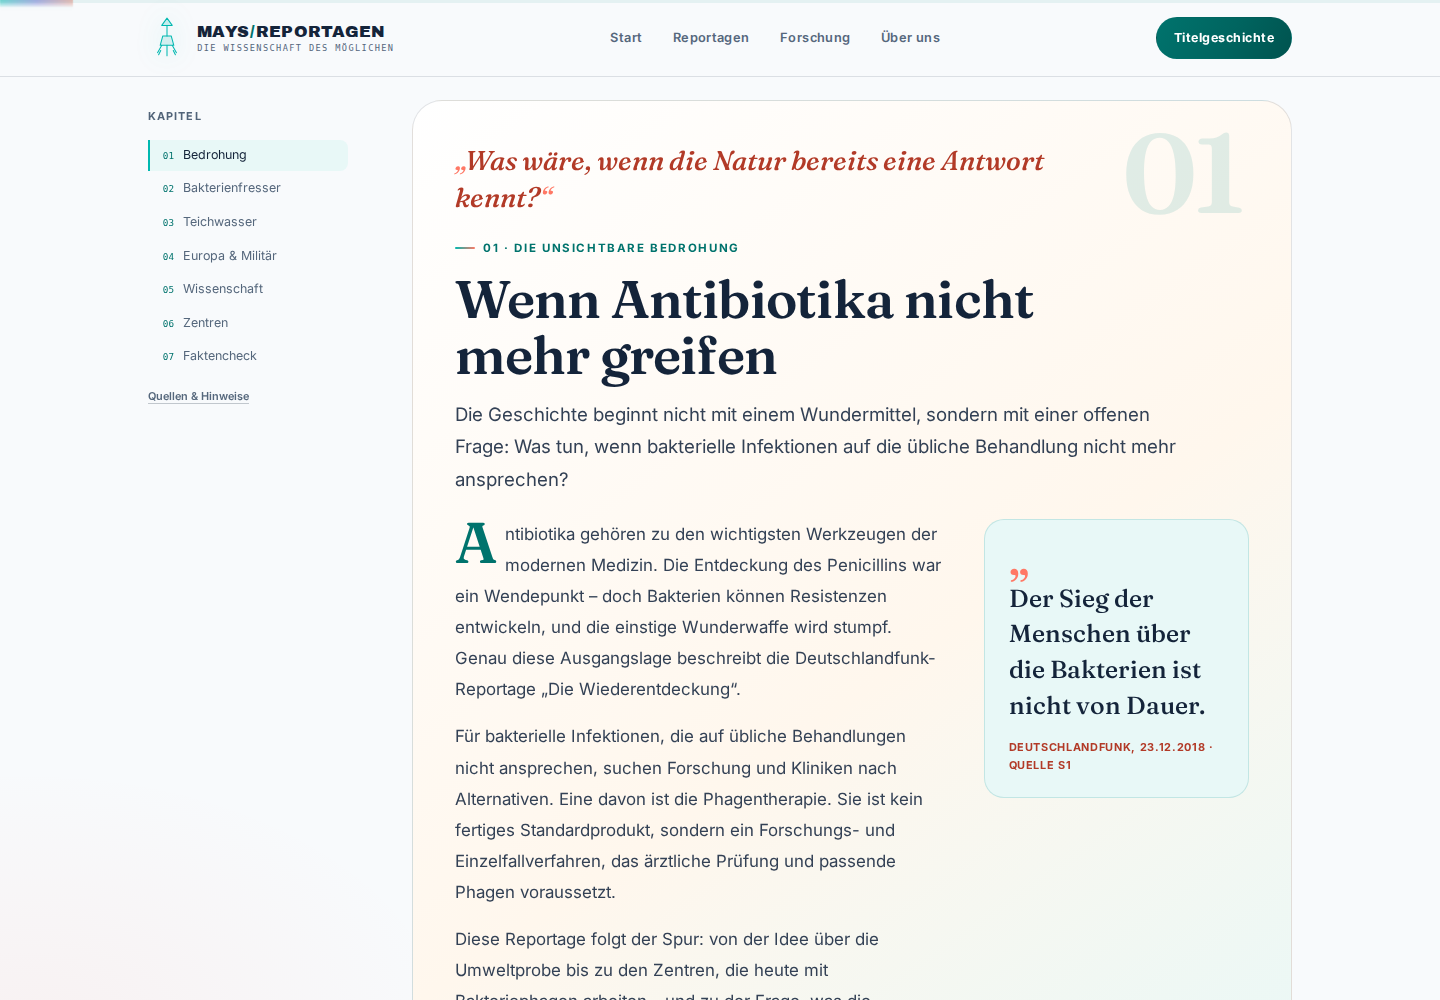 MAYS/REPORTAGEN
DIE WISSENSCHAFT DES MÖGLICHEN
Start
Reportagen
Forschung
Über uns
Titelgeschichte
KAPITEL
01 Bedrohung
02 Bakterienfresser
03 Teichwasser
04 Europa & Militär
05 Wissenschaft
06 Zentren
07 Faktencheck
Quellen & Hinweise
01
„Was wäre, wenn die Natur bereits eine Antwort
kennt?“
01 · DIE UNSICHTBARE BEDROHUNG
Wenn Antibiotika nicht
mehr greifen
Die Geschichte beginnt nicht mit einem Wundermittel, sondern mit einer offenen
Frage: Was tun, wenn bakterielle Infektionen auf die übliche Behandlung nicht mehr
ansprechen?
Antibiotika gehören zu den wichtigsten Werkzeugen der
modernen Medizin. Die Entdeckung des Penicillins war
ein Wendepunkt – doch Bakterien können Resistenzen
entwickeln, und die einstige Wunderwaffe wird stumpf.
Genau diese Ausgangslage beschreibt die Deutschlandfunk-
Reportage „Die Wiederentdeckung“.
Für bakterielle Infektionen, die auf übliche Behandlungen
nicht ansprechen, suchen Forschung und Kliniken nach
Alternativen. Eine davon ist die Phagentherapie. Sie ist kein
fertiges Standardprodukt, sondern ein Forschungs- und
Einzelfallverfahren, das ärztliche Prüfung und passende
Phagen voraussetzt.
Diese Reportage folgt der Spur: von der Idee über die
Umweltprobe bis zu den Zentren, die heute mit
Bakteriophagen arbeiten – und zu der Frage, was die
”
Der Sieg der
Menschen über
die Bakterien ist
nicht von Dauer.
DEUTSCHLANDFUNK, 23.12.2018 ·
QUELLE S1